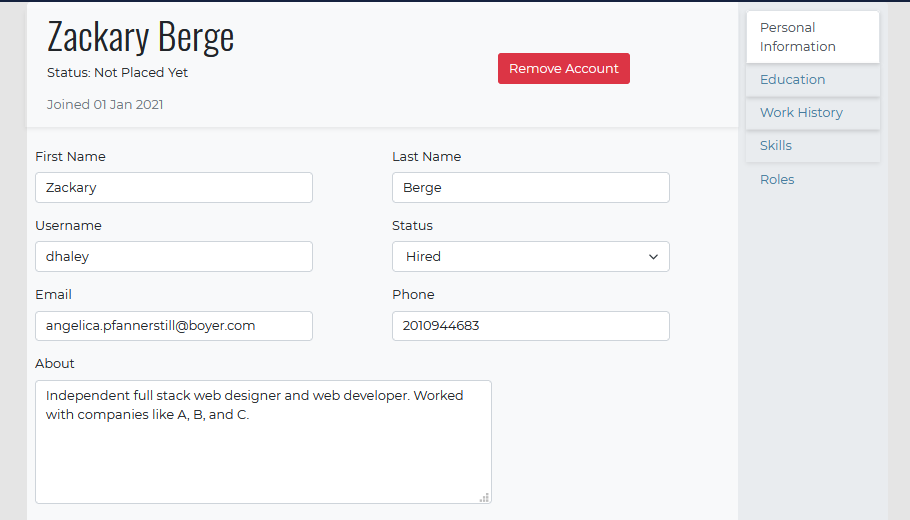 Zackary Berge
Status: Not Placed Yet
Remove Account
Joined 01 Jan 2021
First Name
Last Name
Zackary
Berge
Username
Status
dhaley
Hired
Email
Phone
angelica.pfannerstill@boyer.com
2010944683
About
Independent full stack web designer and web developer. Worked
with companies like A, B, and C.
Personal
Information
Education
Work History
Skills
Roles